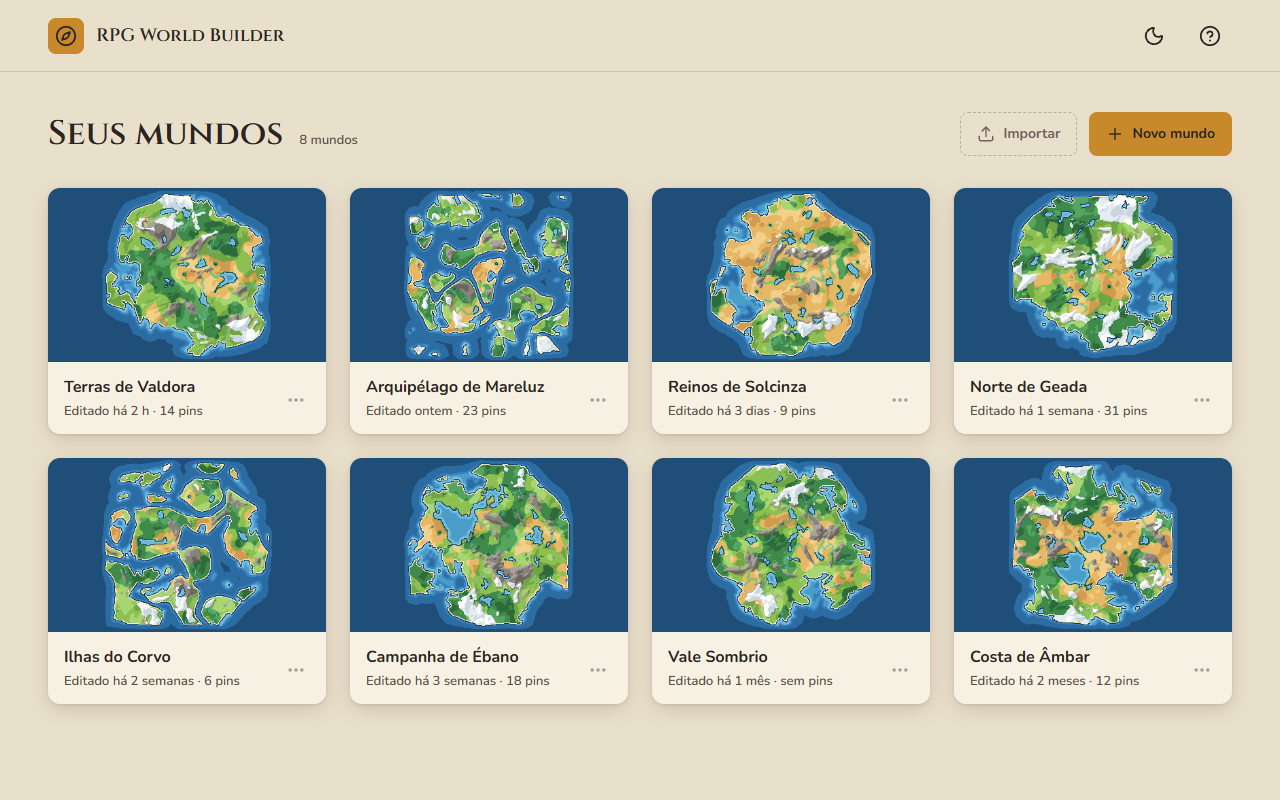 RPG World Builder
Seus mundos
8 mundos
Importar
Novo mundo
Terras de Valdora
Editado há 2 h · 14 pins
Arquipélago de Mareluz
Editado ontem · 23 pins
Reinos de Solcinza
Editado há 3 dias · 9 pins
Norte de Geada
Editado há 1 semana · 31 pins
Ilhas do Corvo
Editado há 2 semanas · 6 pins
Campanha de Ébano
Editado há 3 semanas · 18 pins
Vale Sombrio
Editado há 1 mês · sem pins
Costa de Âmbar
Editado há 2 meses · 12 pins